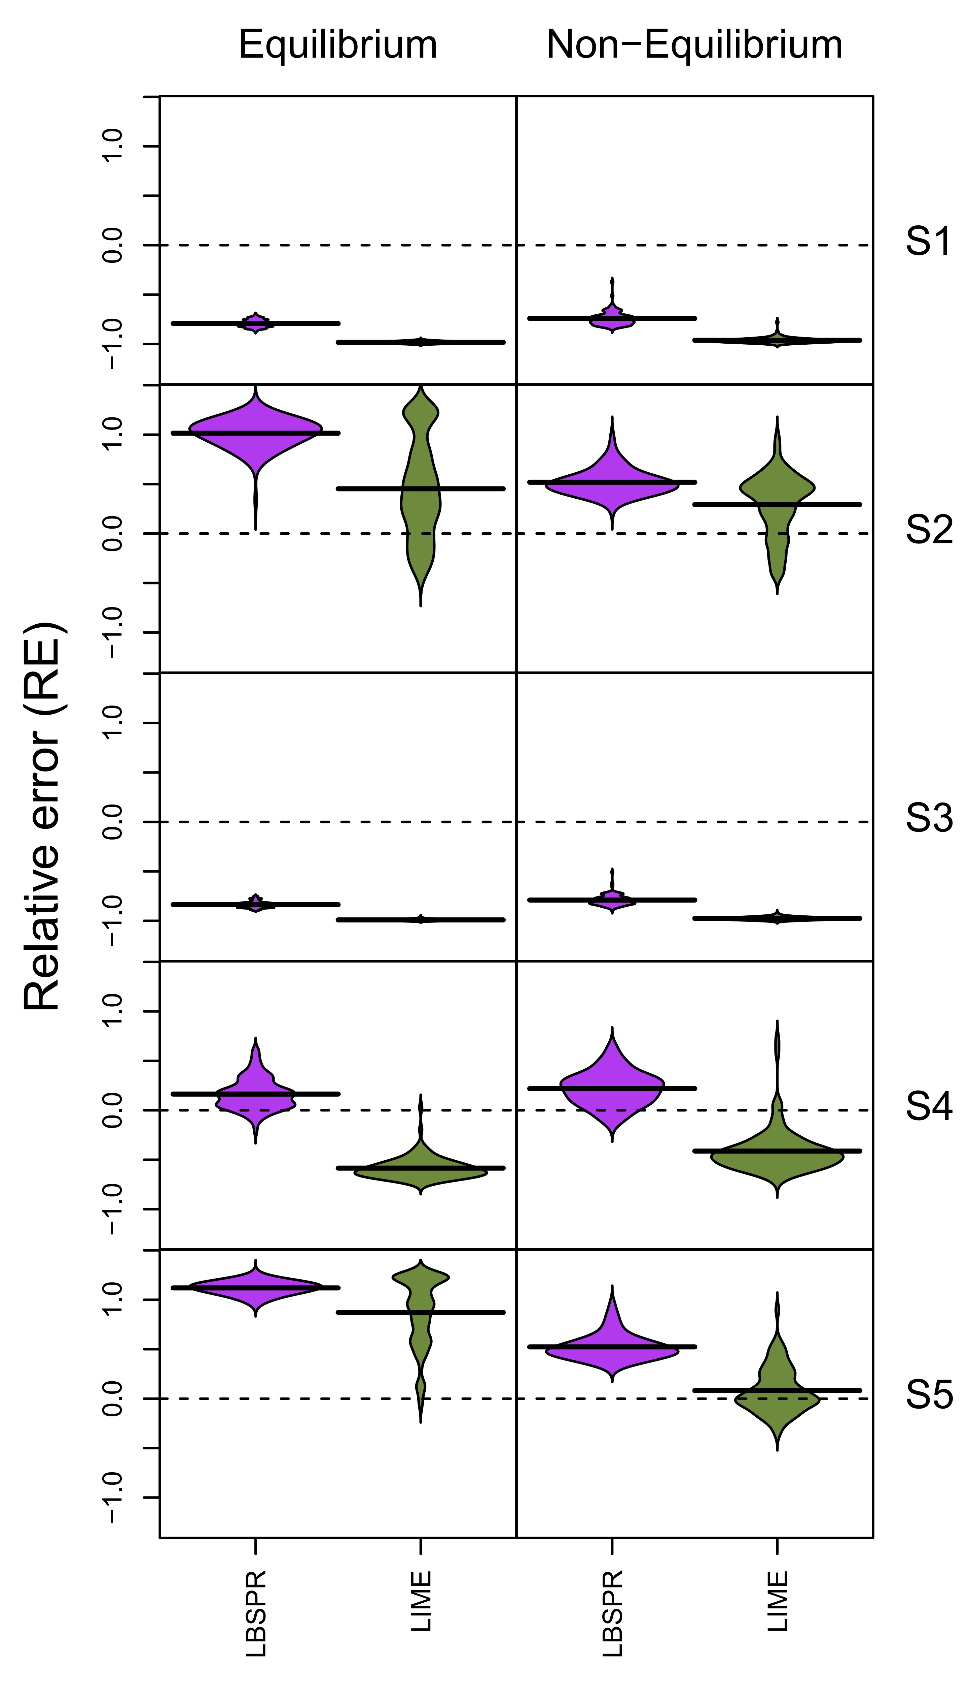 Equilibrium Non−Equilibrium
Relative error (RE)
1.0
0.0
−1.0
S1
1.0
0.0
−1.0
S2
1.0
0.0
−1.0
S3
1.0
0.0
−1.0
S4
1.0
0.0
−1.0
S5
LBSPR LIME LBSPR LIME